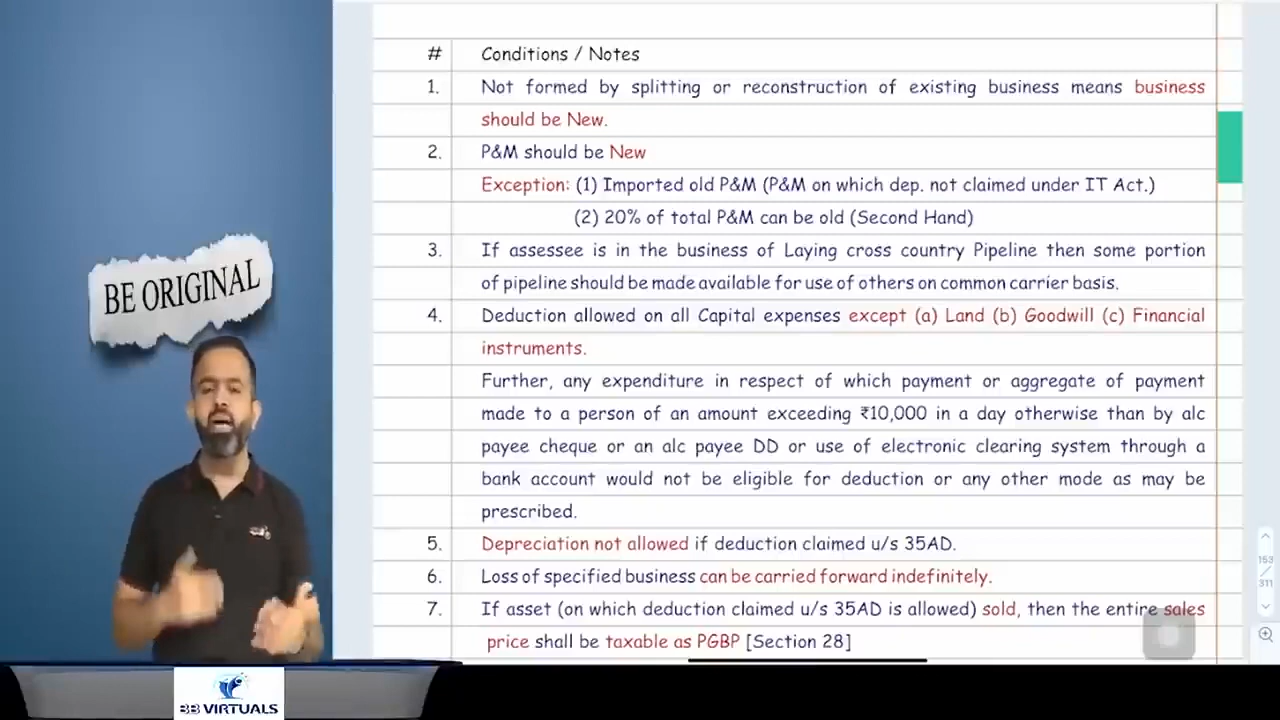 BE ORIGINAL
# Conditions / Notes
1. Not formed by splitting or reconstruction of existing business means business
should be New.
2. P&M should be New
Exception: (1) Imported old P&M (P&M on which dep. not claimed under IT Act.)
(2) 20% of total P&M can be old (Second Hand)
3. If assessee is in the business of Laying cross country Pipeline then some portion
of pipeline should be made available for use of others on common carrier basis.
4. Deduction allowed on all Capital expenses except (a) Land (b) Goodwill (c) Financial
instruments.
Further, any expenditure in respect of which payment or aggregate of payment
made to a person of an amount exceeding ₹10,000 in a day otherwise than by alc
payee cheque or an alc payee DD or use of electronic clearing system through a
bank account would not be eligible for deduction or any other mode as may be
prescribed.
5. Depreciation not allowed if deduction claimed u/s 35AD.
6. Loss of specified business can be carried forward indefinitely.
7. If asset (on which deduction claimed u/s 35AD is allowed) sold, then the entire sales
price shall be taxable as PGBP [Section 28]
153
/
311
BB VIRTUALS